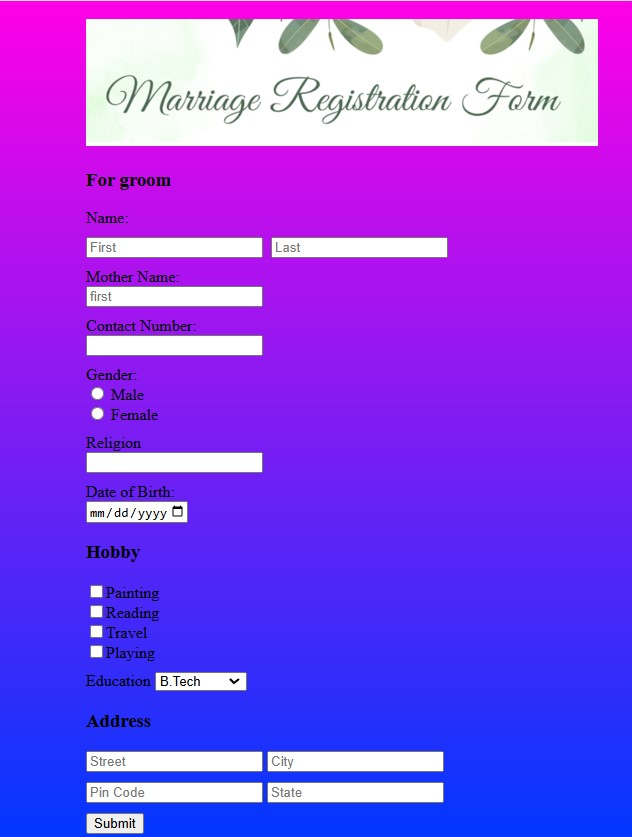 Marriage Registration Form
For groom
Name:
First Last
Mother Name:
first
Contact Number:
Gender:
Male
Female
Religion
Date of Birth:
mm/dd/yyyy
Hobby
Painting
Reading
Travel
Playing
Education B.Tech
Address
Street City
Pin Code State
Submit